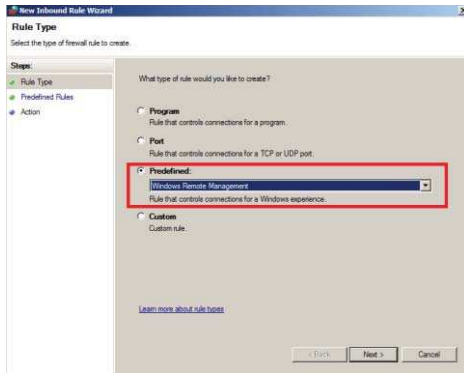 New Inbound Rule Wizard
Rule Type
Select the type of firewall rule to create.
Steps:
Rule Type
Predefined Rules
Action
What type of rule would you like to create?
Program
Rule that controls connections for a program.
Port
Rule that controls connections for a TCP or UDP port.
Predefined:
Windows Remote Management
Rule that controls connections for a Windows experience.
Custom
Custom rule.
Learn more about rule types
< Back
Next >
Cancel